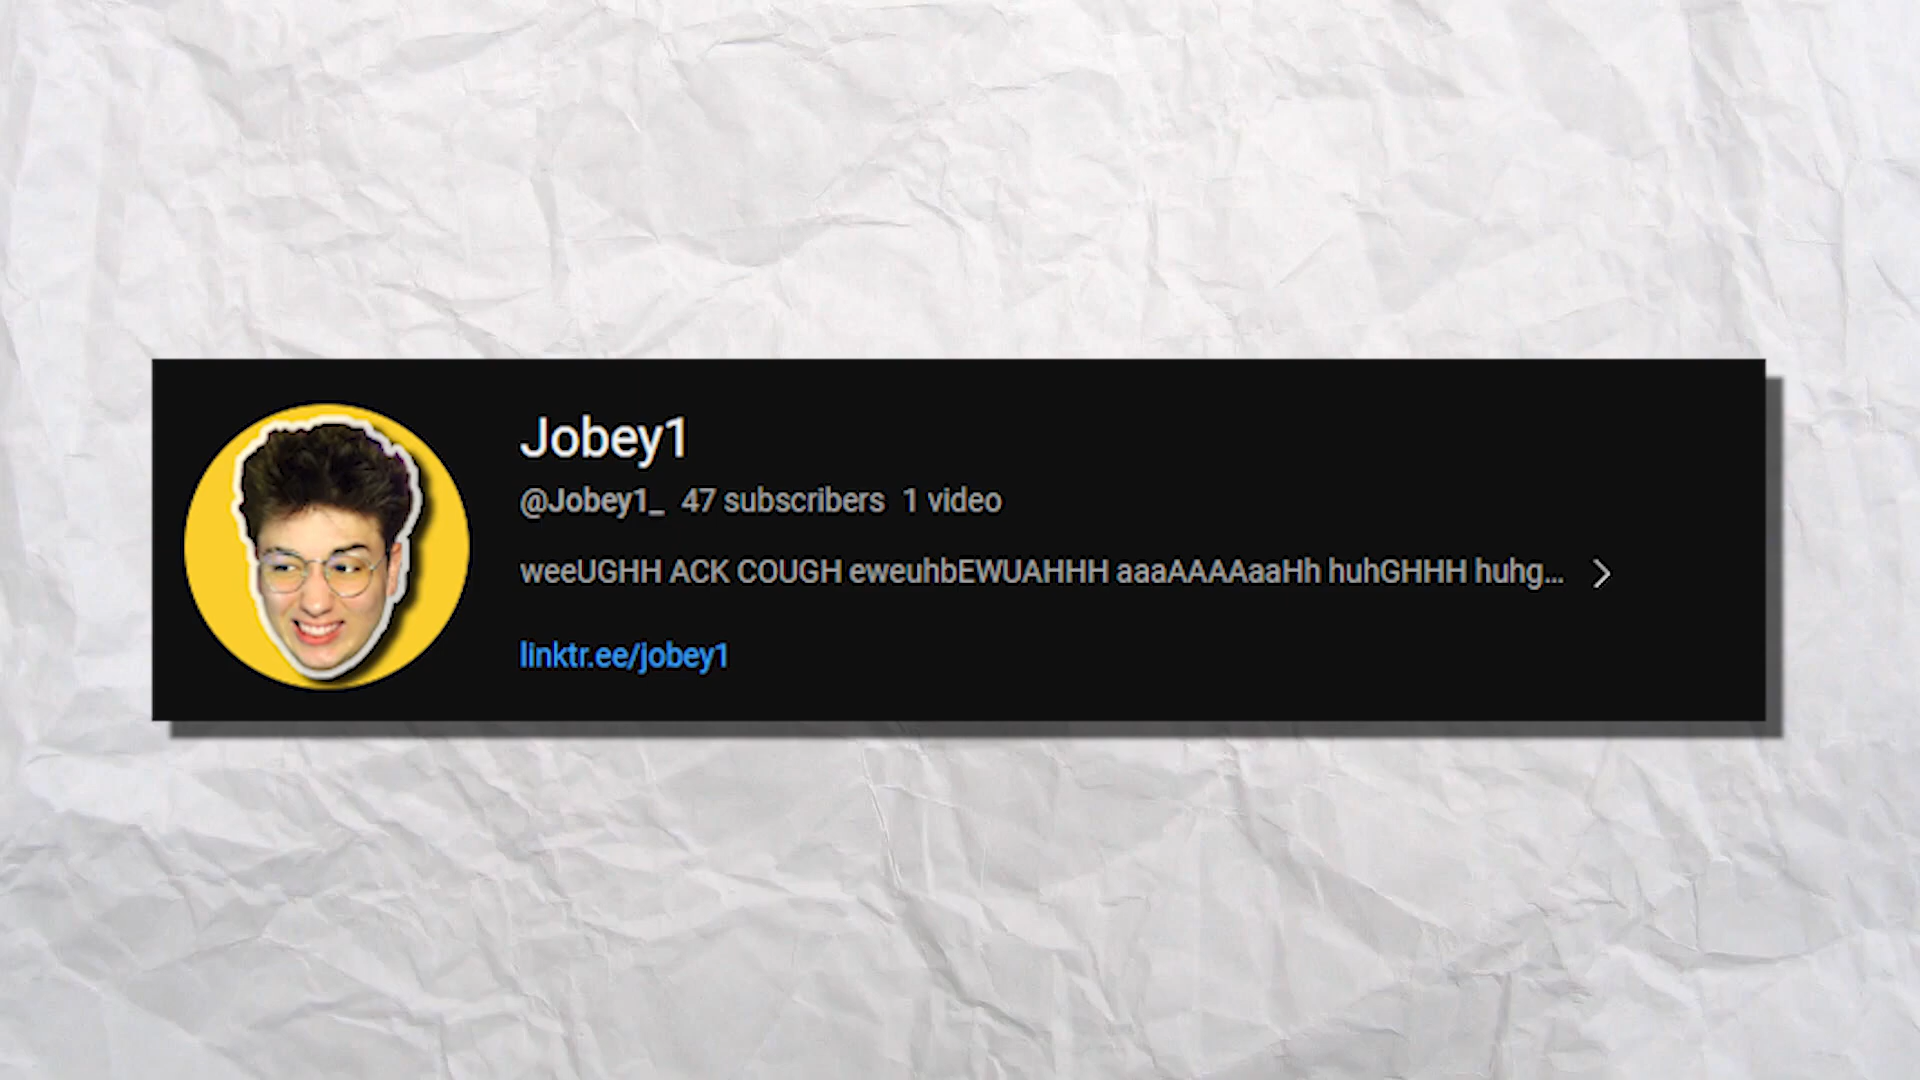 Jobey1
@Jobey1_ 47 subscribers 1 video
weeUGHH ACK COUGH eweuhbEWUAHHH aaaAAAAaaHh huhGHHH huhg...
linktr.ee/jobey1